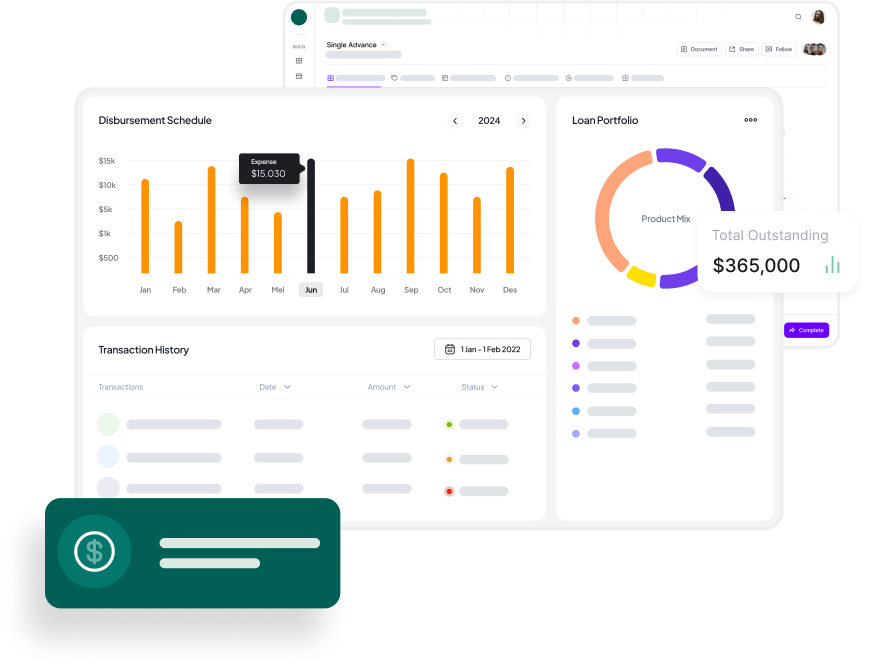 MAIN
Single Advance
Document
Share
Follow
Disbursement Schedule
2024
Expense
$15.030
$15k
$10k
$5k
$1k
$500
Jan
Feb
Mar
Apr
Mei
Jun
Jul
Aug
Sep
Oct
Nov
Des
Loan Portfolio
Product Mix
Total Outstanding
$365,000
Complete
Transaction History
1 Jan - 1 Feb 2022
Transactions
Date
Amount
Status
$